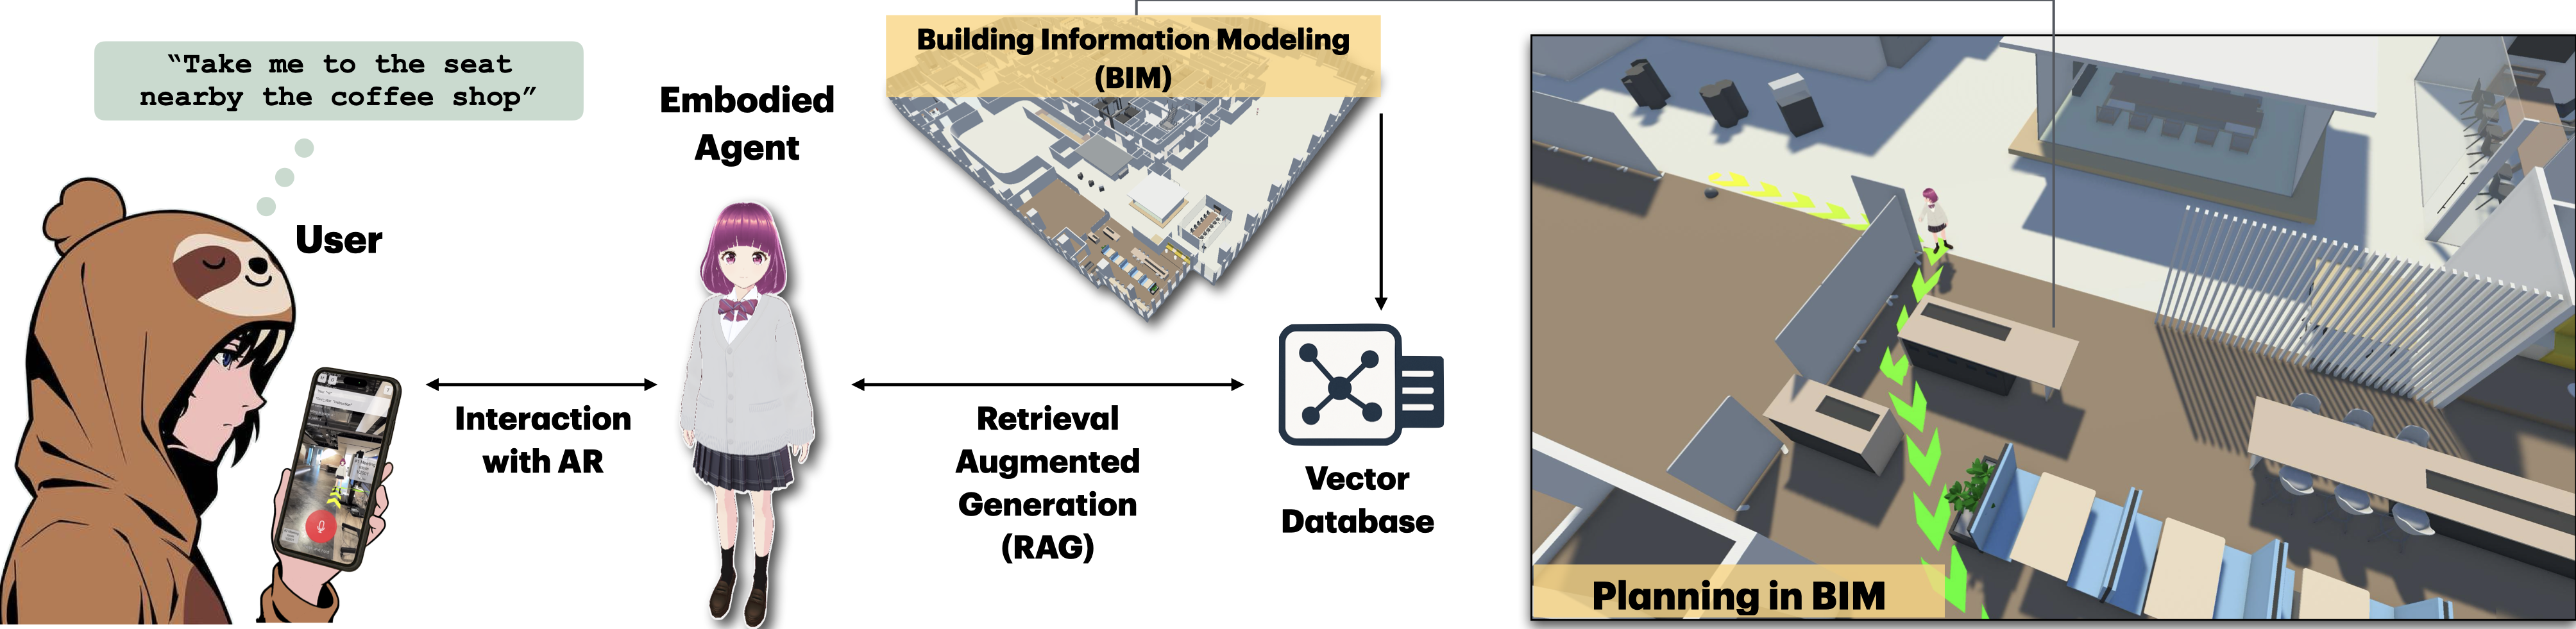 “Take me to the seat
nearby the coffee shop”
User
Interaction
with AR
Embodied
Agent
Building Information Modeling
(BIM)
Retrieval
Augmented
Generation
(RAG)
Vector
Database
Planning in BIM